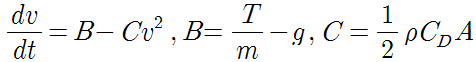 dv/dt = B − Cv² , B = T/m − g , C = 1/2 ρC_D A